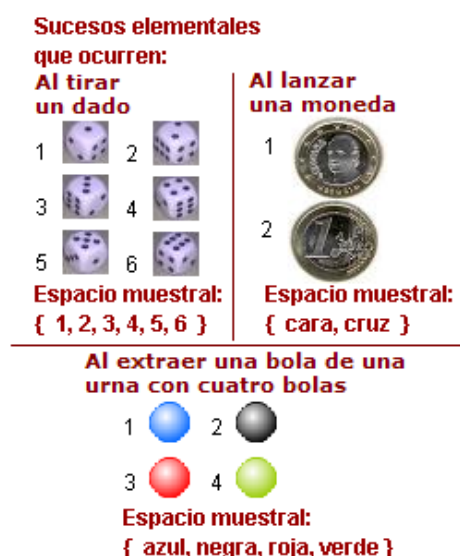 Sucesos elementales
que ocurren:
Al tirar
un dado
1 2
3 4
5 6
Espacio muestral:
{ 1, 2, 3, 4, 5, 6 }
Al lanzar
una moneda
1
2
1 EURO
Espacio muestral:
{ cara, cruz }
Al extraer una bola de una
urna con cuatro bolas
1 2
3 4
Espacio muestral:
{ azul, negra, roja, verde }